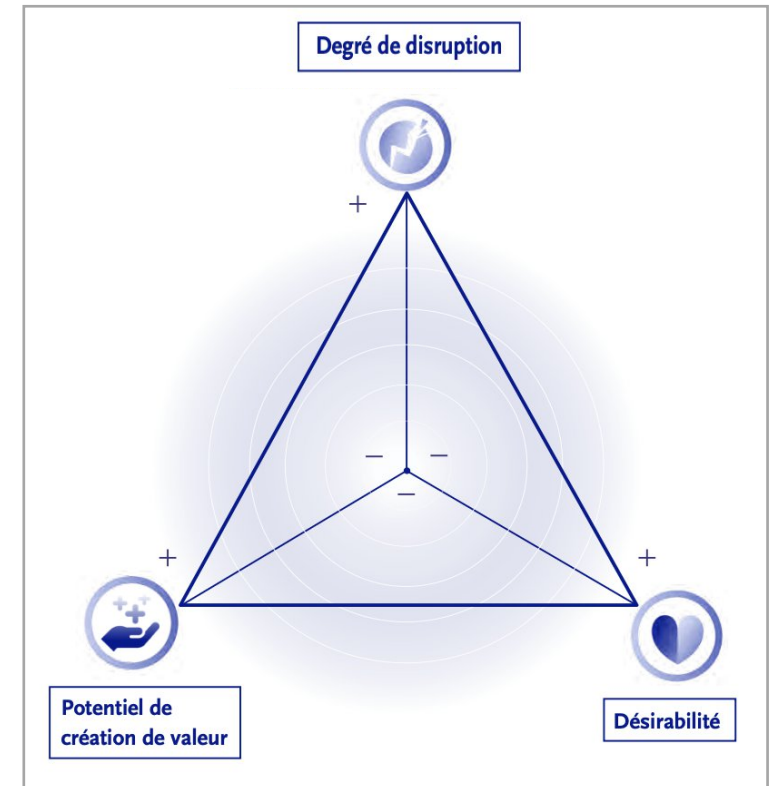 Degré de disruption
+
− −
−
+ +
Potentiel de
création de valeur
Désirabilité